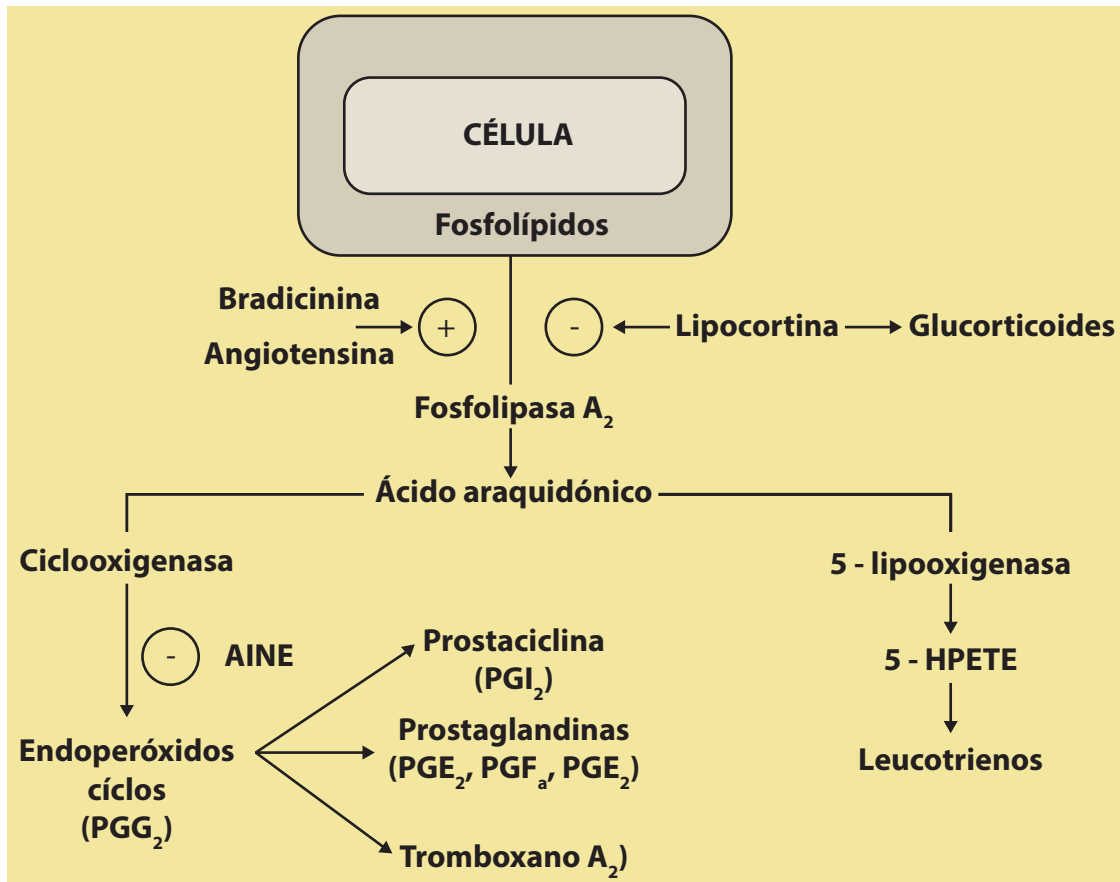 CÉLULA
Fosfolípidos
Bradicinina
Angiotensina
+
-
Lipocortina
Glucorticoides
Fosfolipasa A₂
Ácido araquidónico
Ciclooxigenasa
5 - lipooxigenasa
-
AINE
Prostaciclina
(PGI₂)
5 - HPETE
Endoperóxidos
cíclos
(PGG₂)
Prostaglandinas
(PGE₂, PGFₐ, PGE₂)
Leucotrienos
Tromboxano A₂)